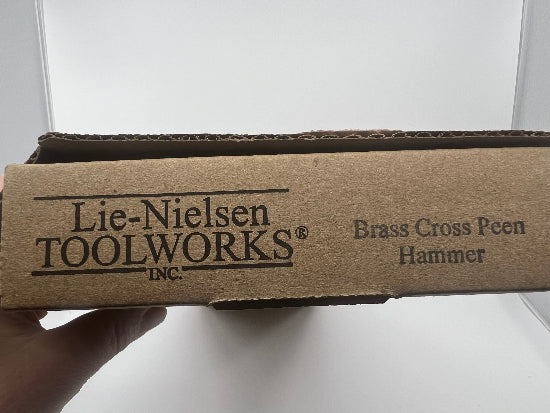 Lie-Nielsen
TOOLWORKS®
INC.
Brass Cross Peen
Hammer